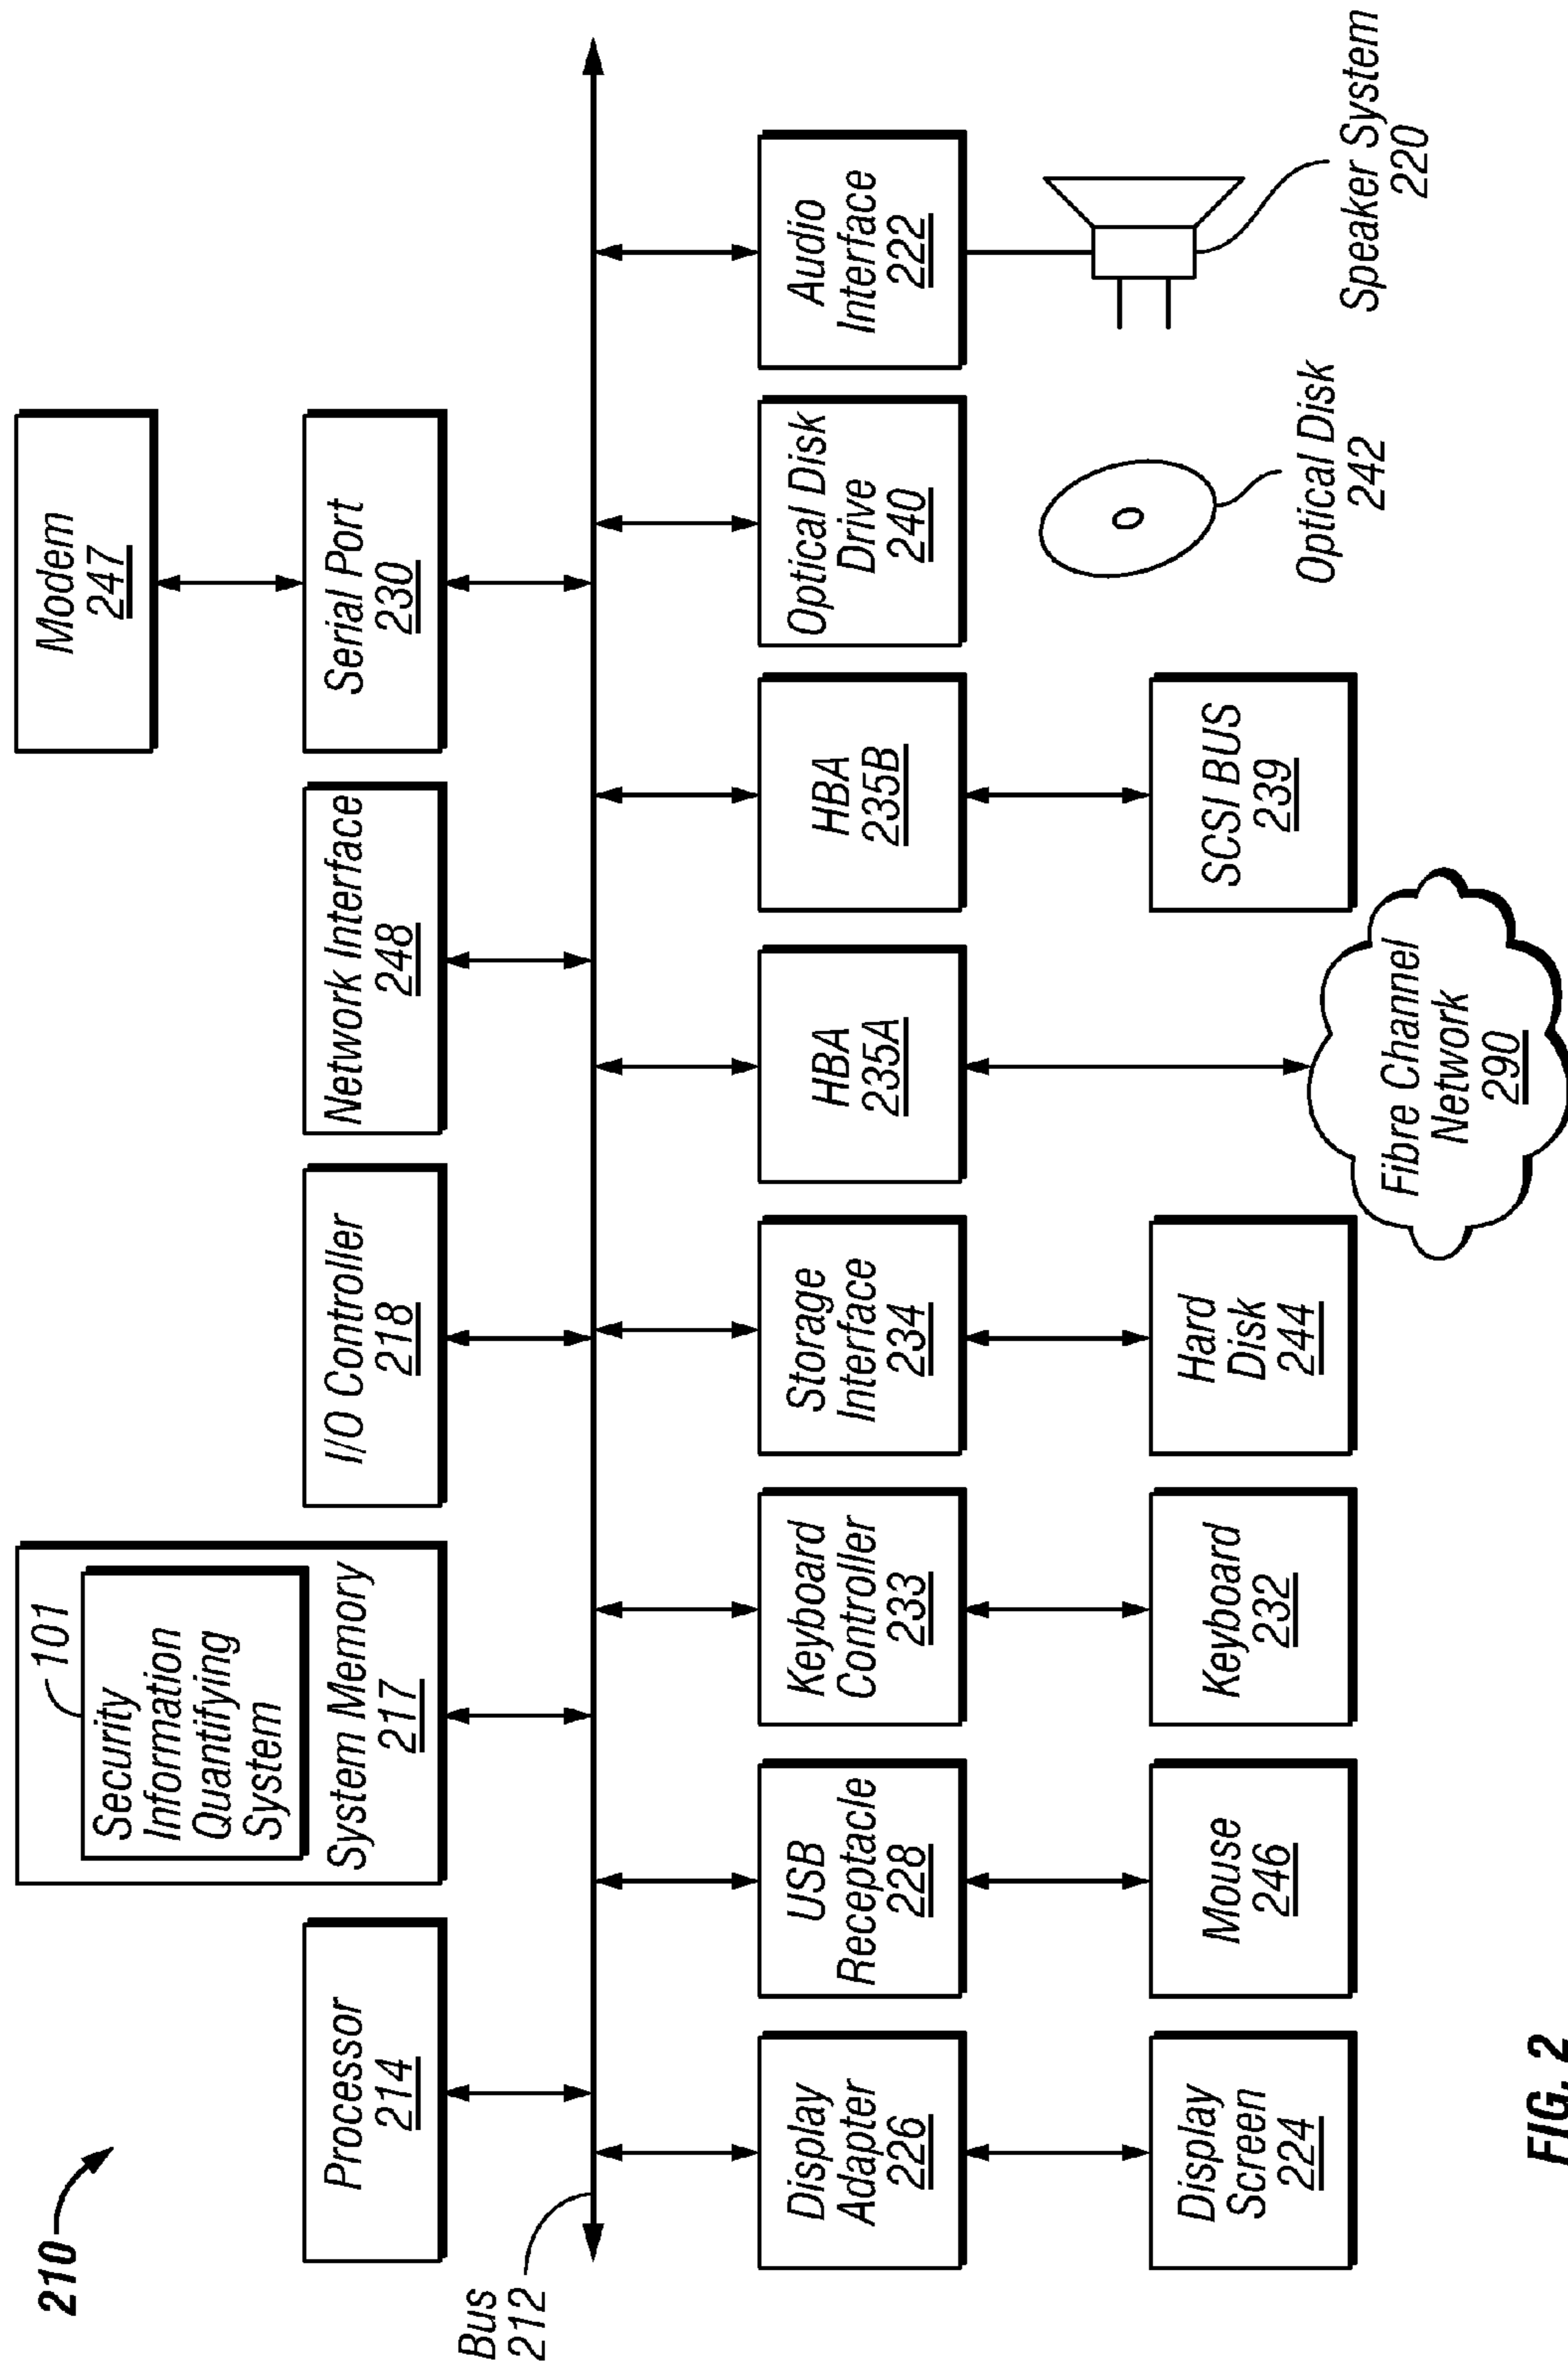 210
Processor
214
101
Security
Information
Quantifying
System
System Memory
217
I/O Controller
218
Network Interface
248
Modem
247
Serial Port
230
Bus
212
Display
Adapter
226
USB
Receptacle
228
Keyboard
Controller
233
Storage
Interface
234
HBA
235A
HBA
235B
Optical Disk
Drive
240
Audio
Interface
222
Display
Screen
224
Mouse
246
Keyboard
232
Hard
Disk
244
Fibre Channel
Network
290
SCSI BUS
239
Optical Disk
242
Speaker System
220
FIG. 2